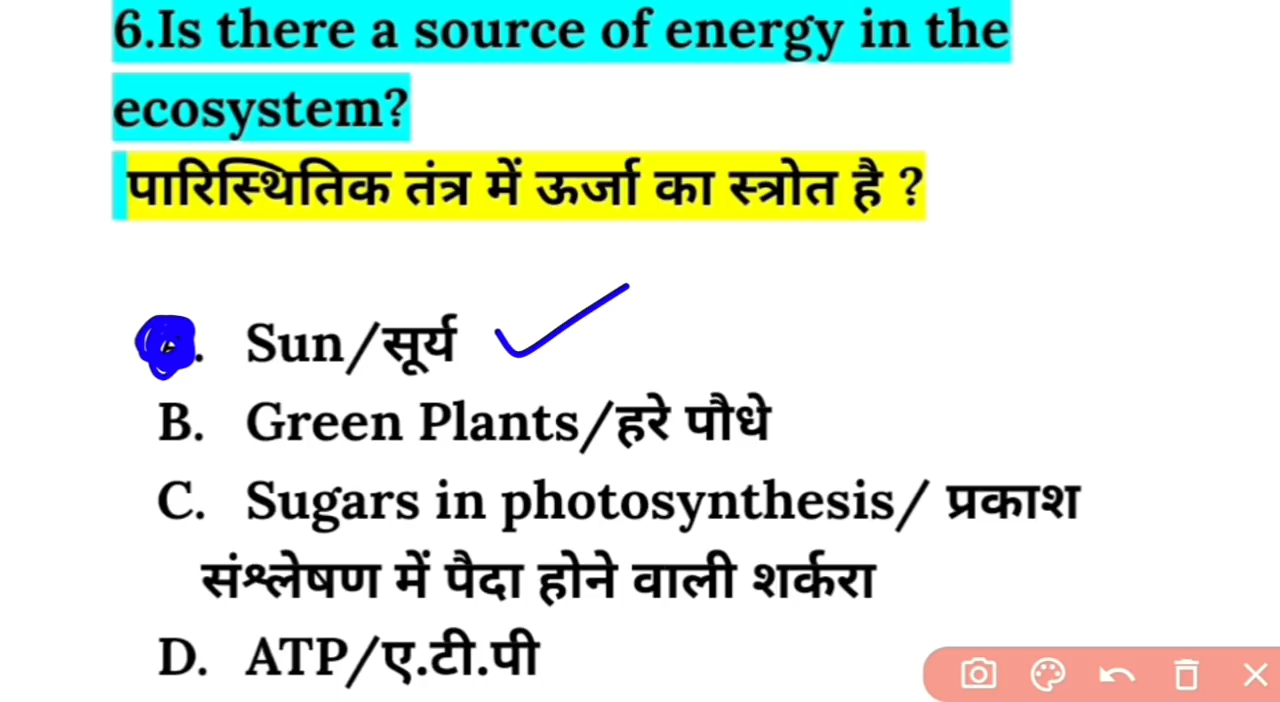 6.Is there a source of energy in the
ecosystem?
पारिस्थितिक तंत्र में ऊर्जा का स्त्रोत है ?
Sun/सूर्य
B. Green Plants/हरे पौधे
C. Sugars in photosynthesis/ प्रकाश
संश्लेषण में पैदा होने वाली शर्करा
D. ATP/ए.टी.पी